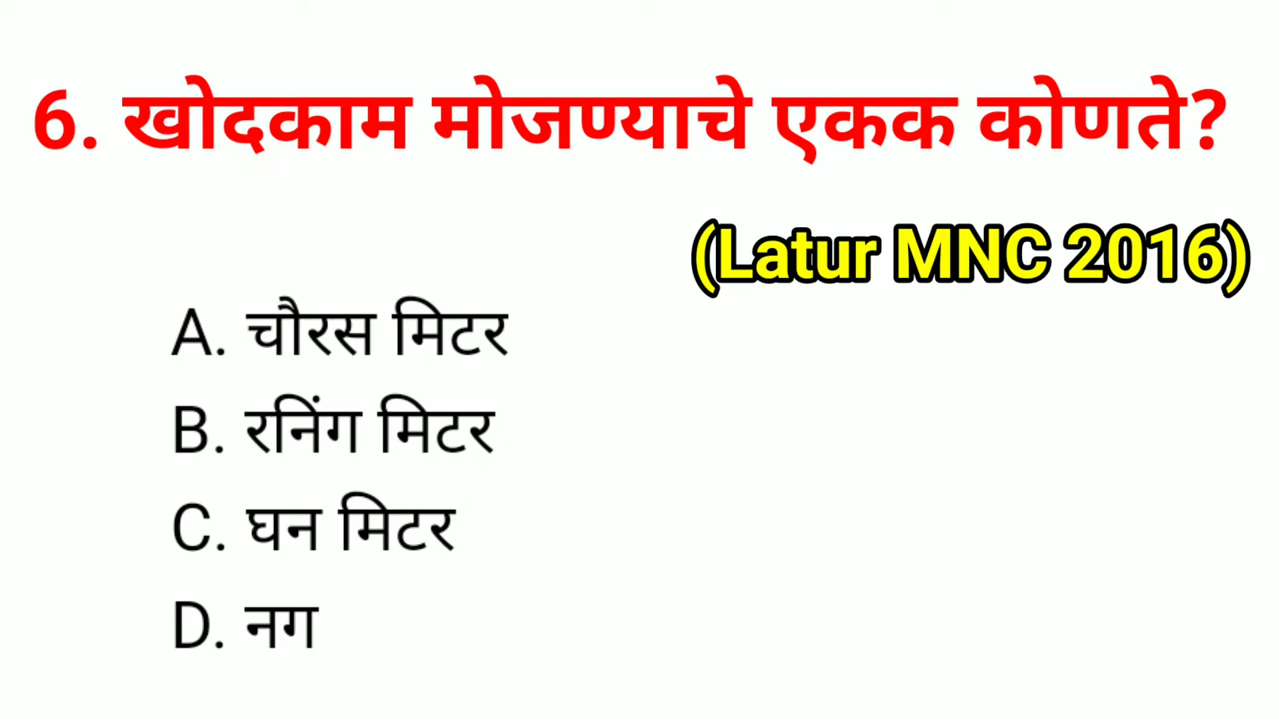 6. खोदकाम मोजण्याचे एकक कोणते?
(Latur MNC 2016)
A. चौरस मिटर
B. रनिंग मिटर
C. घन मिटर
D. नग